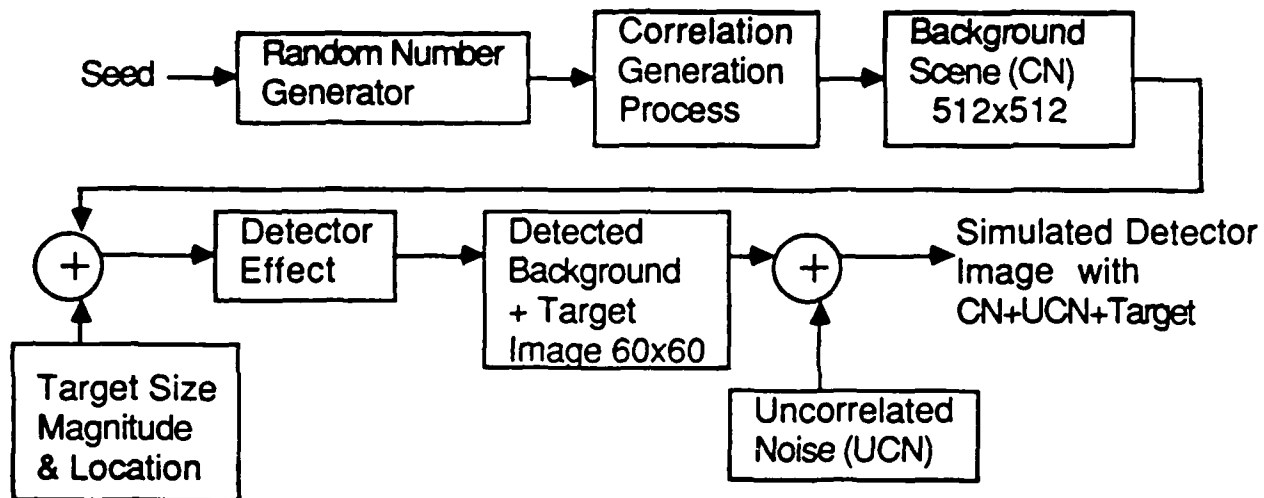 Seed
Random Number
Generator
Correlation
Generation
Process
Background
Scene (CN)
512x512
+
Detector
Effect
Detected
Background
+ Target
Image 60x60
+
Simulated Detector
Image with
CN+UCN+Target
Target Size
Magnitude
& Location
Uncorrelated
Noise (UCN)